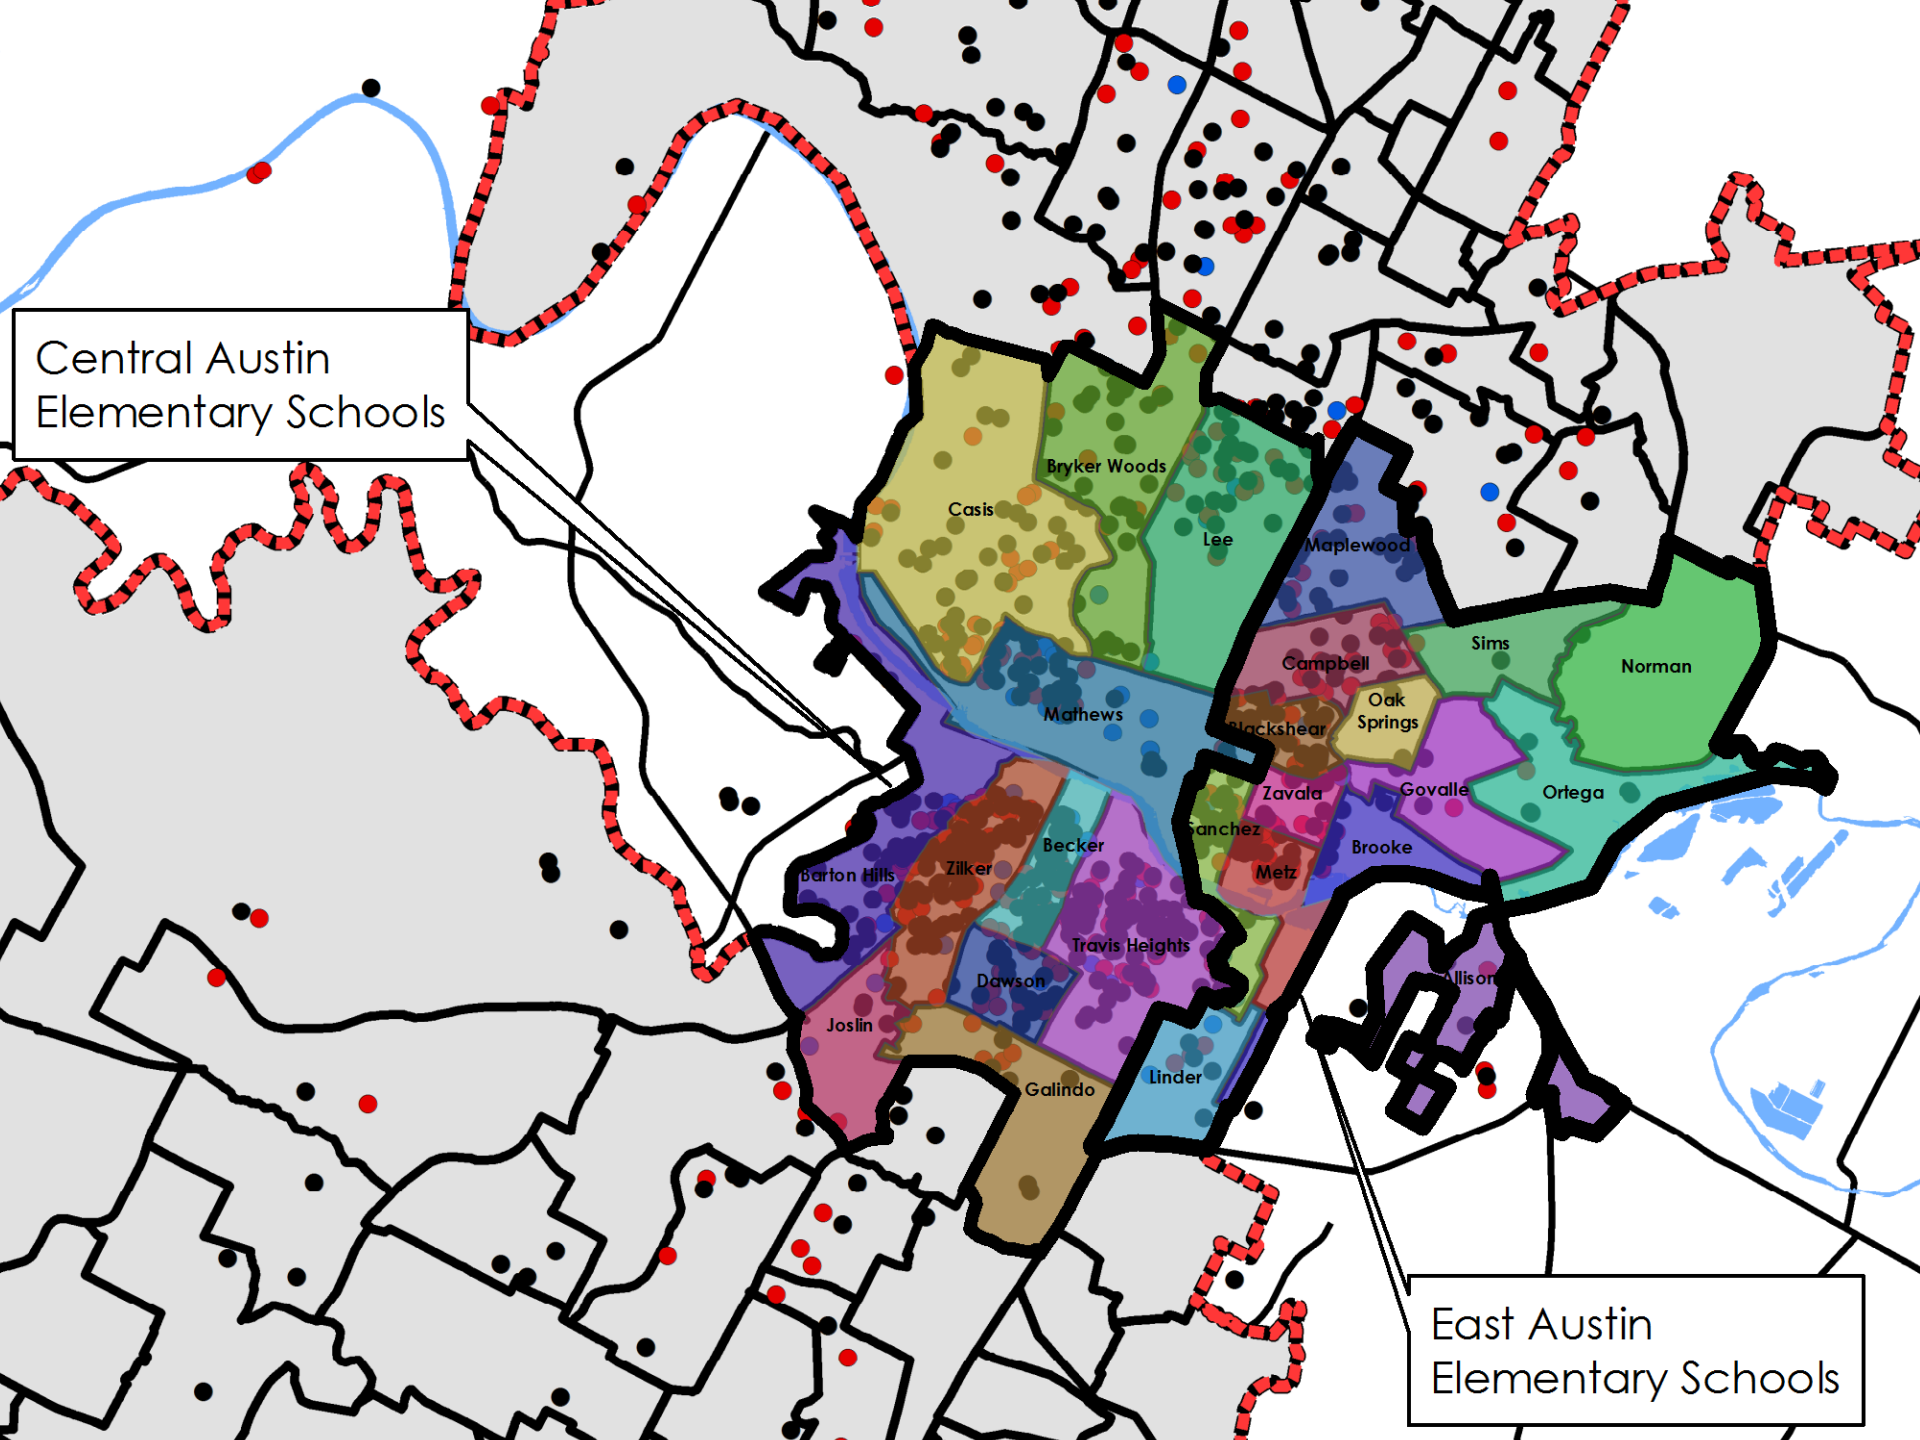 Central Austin
Elementary Schools
Bryker Woods
Casis
Lee
Maplewood
Sims
Campbell
Norman
Oak
Springs
Mathews
Blackshear
Zavala
Govalle
Ortega
Sanchez
Becker
Brooke
Zilker
Metz
Barton Hills
Travis Heights
Dawson
Allison
Joslin
Linder
Galindo
East Austin
Elementary Schools